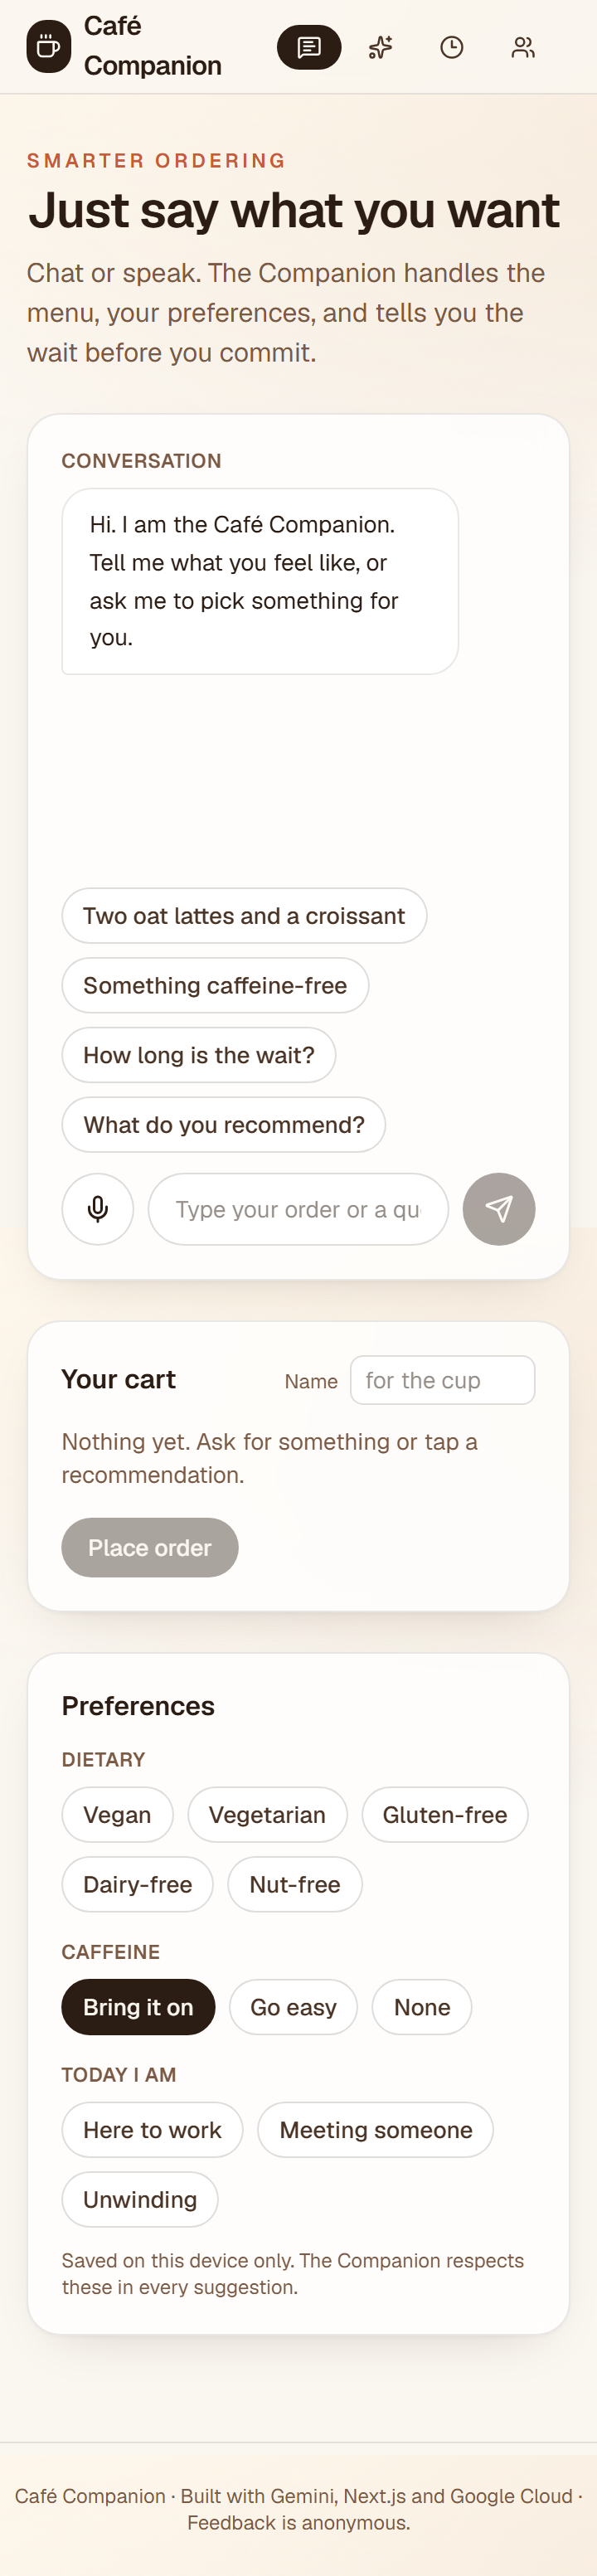 Café
Companion
SMARTER ORDERING
Just say what you want
Chat or speak. The Companion handles the
menu, your preferences, and tells you the
wait before you commit.
CONVERSATION
Hi. I am the Café Companion.
Tell me what you feel like, or
ask me to pick something for
you.
Two oat lattes and a croissant
Something caffeine-free
How long is the wait?
What do you recommend?
Type your order or a qu
Your cart
Name
for the cup
Nothing yet. Ask for something or tap a
recommendation.
Place order
Preferences
DIETARY
Vegan
Vegetarian
Gluten-free
Dairy-free
Nut-free
CAFFEINE
Bring it on
Go easy
None
TODAY I AM
Here to work
Meeting someone
Unwinding
Saved on this device only. The Companion respects
these in every suggestion.
Café Companion · Built with Gemini, Next.js and Google Cloud ·
Feedback is anonymous.